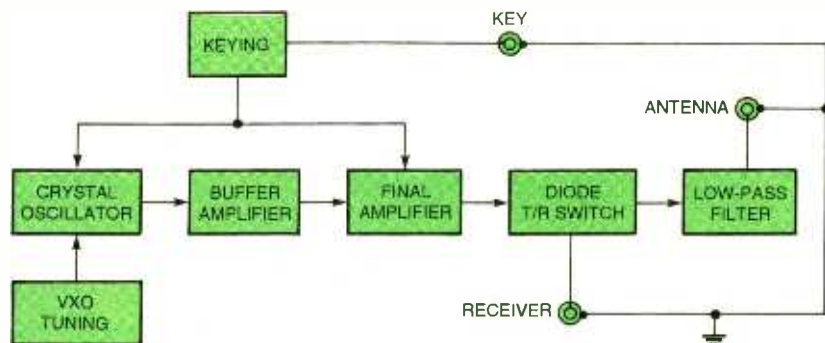 KEY
KEYING
ANTENNA
CRYSTAL
OSCILLATOR
BUFFER
AMPLIFIER
FINAL
AMPLIFIER
DIODE
T/R SWITCH
LOW-PASS
FILTER
VXO
TUNING
RECEIVER